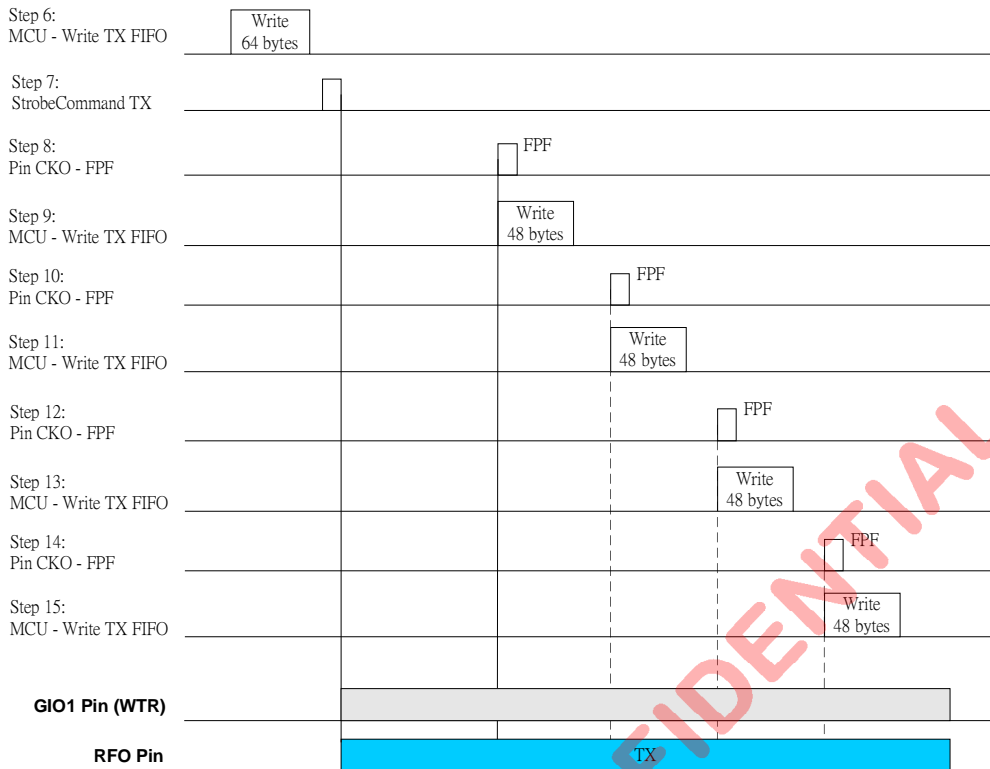 Step 6:
MCU - Write TX FIFO
Write
64 bytes
Step 7:
StrobeCommand TX
Step 8:
Pin CKO - FPF
FPF
Step 9:
MCU - Write TX FIFO
Write
48 bytes
Step 10:
Pin CKO - FPF
FPF
Step 11:
MCU - Write TX FIFO
Write
48 bytes
Step 12:
Pin CKO - FPF
FPF
Step 13:
MCU - Write TX FIFO
Write
48 bytes
Step 14:
Pin CKO - FPF
FPF
Step 15:
MCU - Write TX FIFO
Write
48 bytes
GIO1 Pin (WTR)
RFO Pin
TX
FIDENTIAL